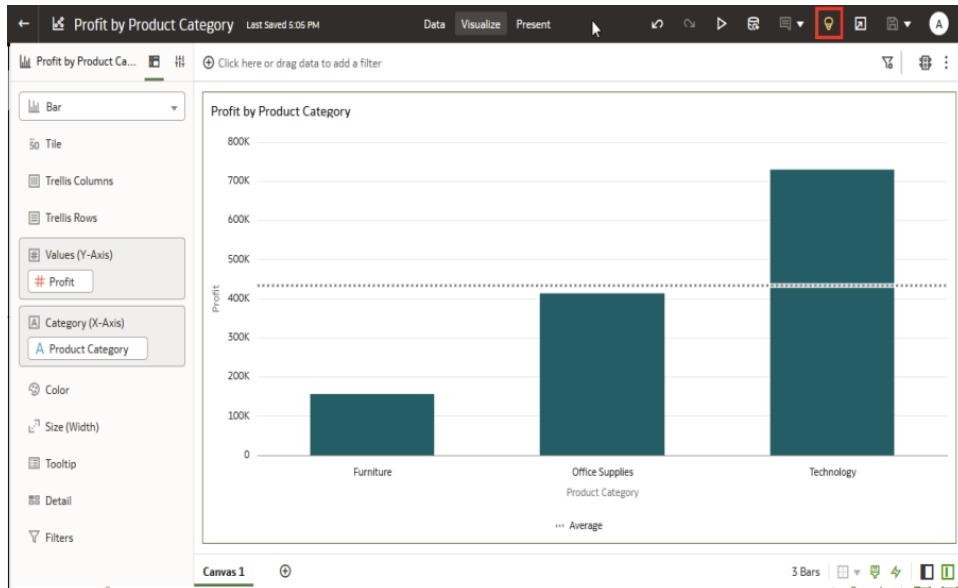 Profit by Product Category Last Saved 5:05 PM Data Visualize Present A
Profit by Product Ca... Click here or drag data to add a filter
Bar
50 Tile
Trellis Columns
Trellis Rows
Values (Y-Axis)
# Profit
A Category (X-Axis)
A Product Category
Color
Size (Width)
Tooltip
Detail
Filters
Profit by Product Category
800K
700K
600K
500K
400K
300K
200K
100K
0
Profit
Furniture Office Supplies Technology
Product Category
Average
Canvas 1 3 Bars